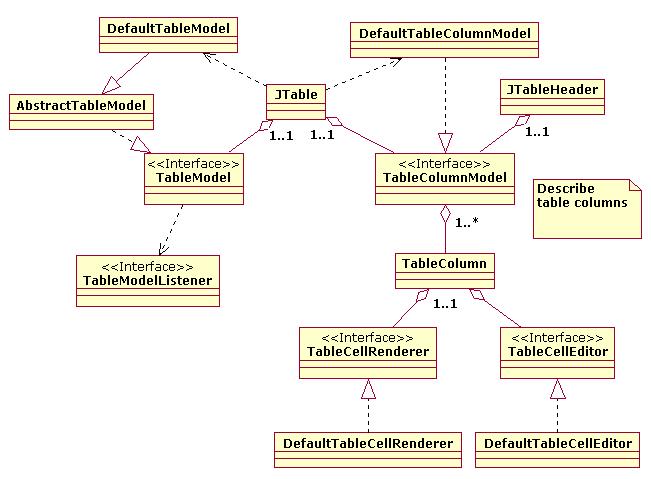 DefaultTableModel
DefaultTableColumnModel
JTable
JTableHeader
AbstractTableModel
1..1
1..1
1..1
<<Interface>>
TableModel
<<Interface>>
TableColumnModel
Describe
table columns
1..*
<<Interface>>
TableModelListener
TableColumn
1..1
<<Interface>>
TableCellRenderer
<<Interface>>
TableCellEditor
DefaultTableCellRenderer
DefaultTableCellEditor